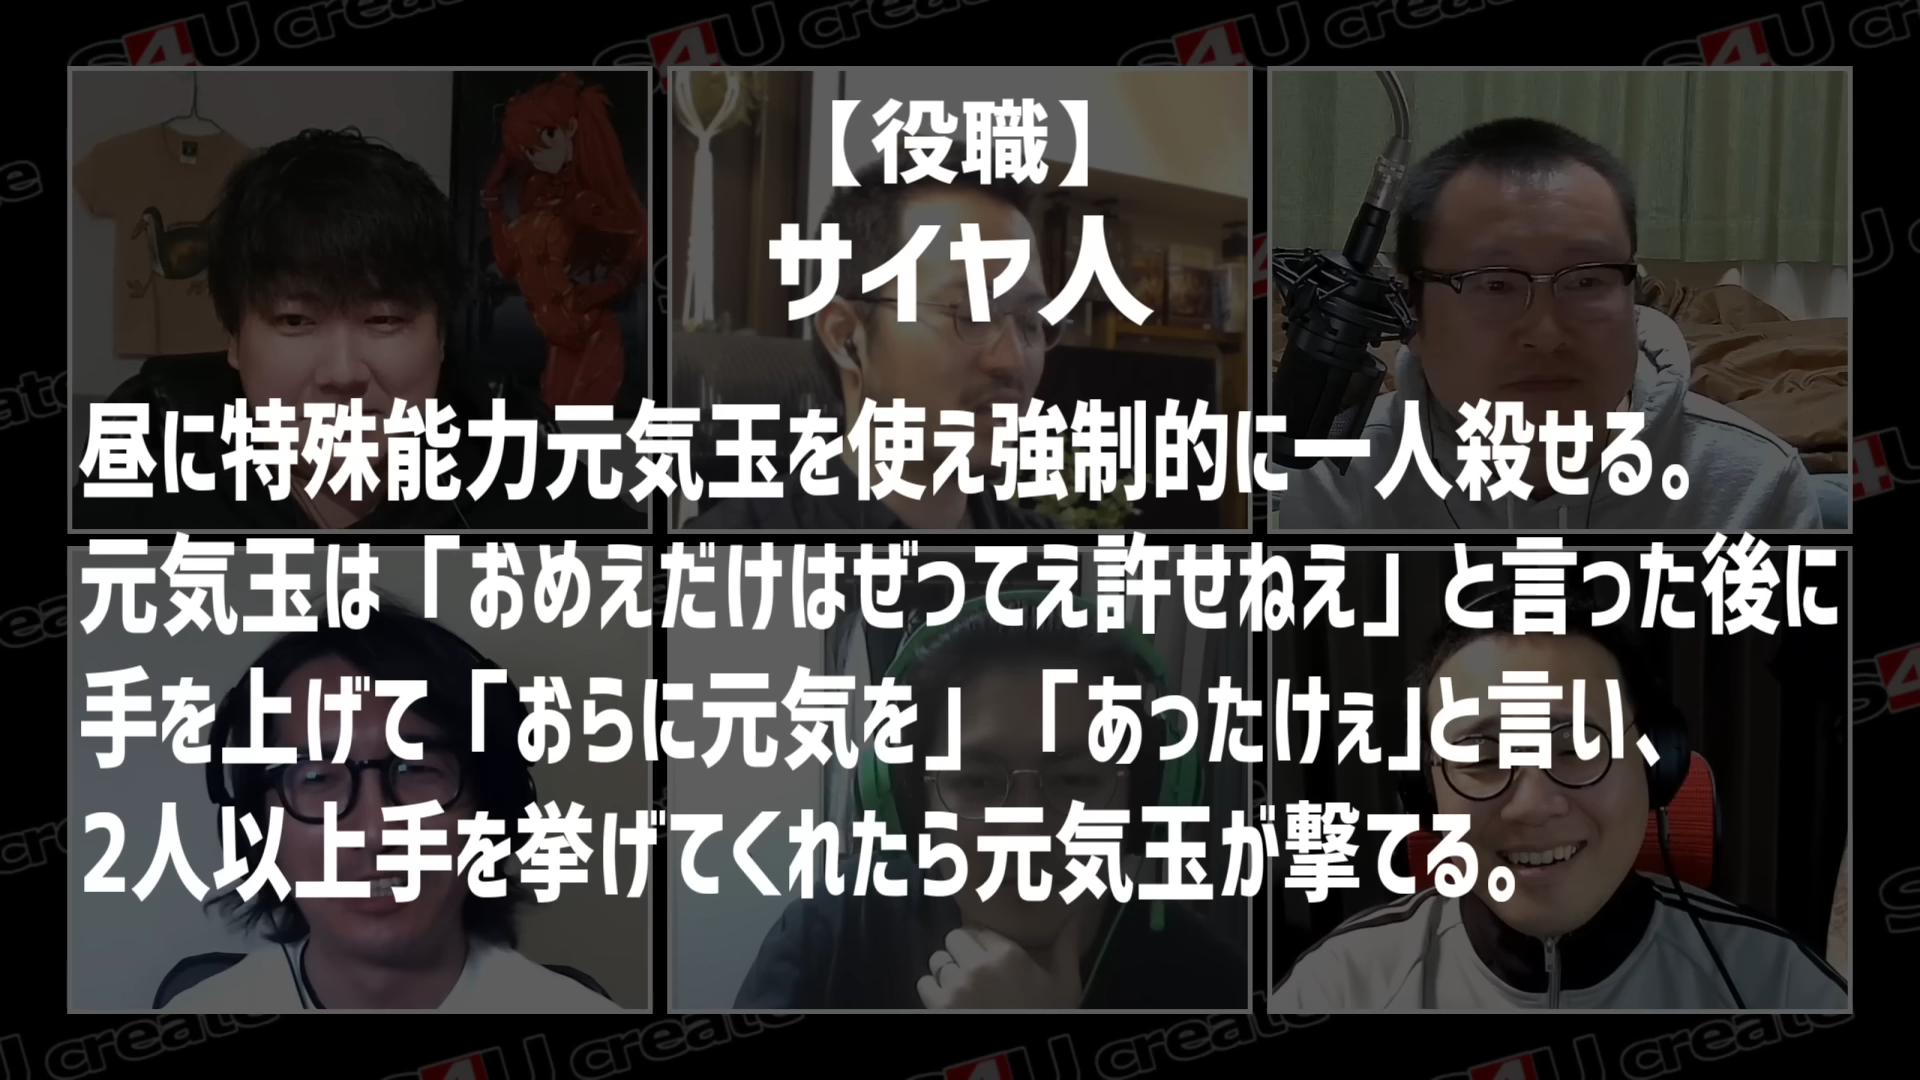 【役職】
サイヤ人
昼に特殊能力元気玉を使え強制的に一人殺せる。
元気玉は「おめえだけはぜってえ許せねえ」と言った後に
手を上げて「おらに元気を」「あったけぇ」と言い、
2人以上手を挙げてくれたら元気玉が撃てる。
S4U create